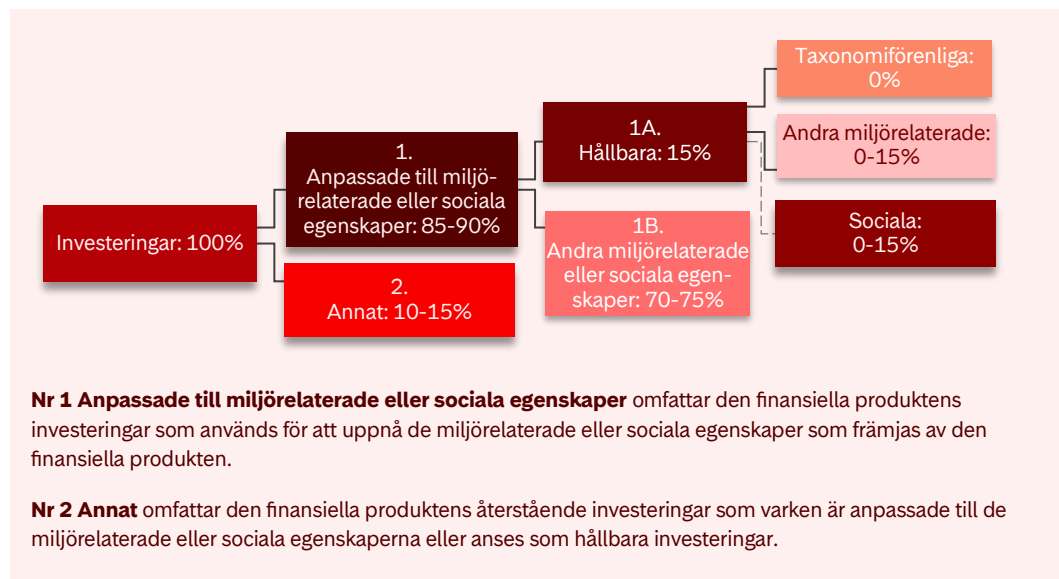 Investeringar: 100%
1.
Anpassade till miljö-
relaterade eller sociala
egenskaper: 85-90%
2.
Annat: 10-15%
1A.
Hållbara: 15%
1B.
Andra miljörelaterade
eller sociala egen-
skaper: 70-75%
Taxonomiförenliga:
0%
Andra miljörelaterade:
0-15%
Sociala:
0-15%
Nr 1 Anpassade till miljörelaterade eller sociala egenskaper omfattar den finansiella produktens
investeringar som används för att uppnå de miljörelaterade eller sociala egenskaper som främjas av den
finansiella produkten.
Nr 2 Annat omfattar den finansiella produktens återstående investeringar som varken är anpassade till de
miljörelaterade eller sociala egenskaperna eller anses som hållbara investeringar.